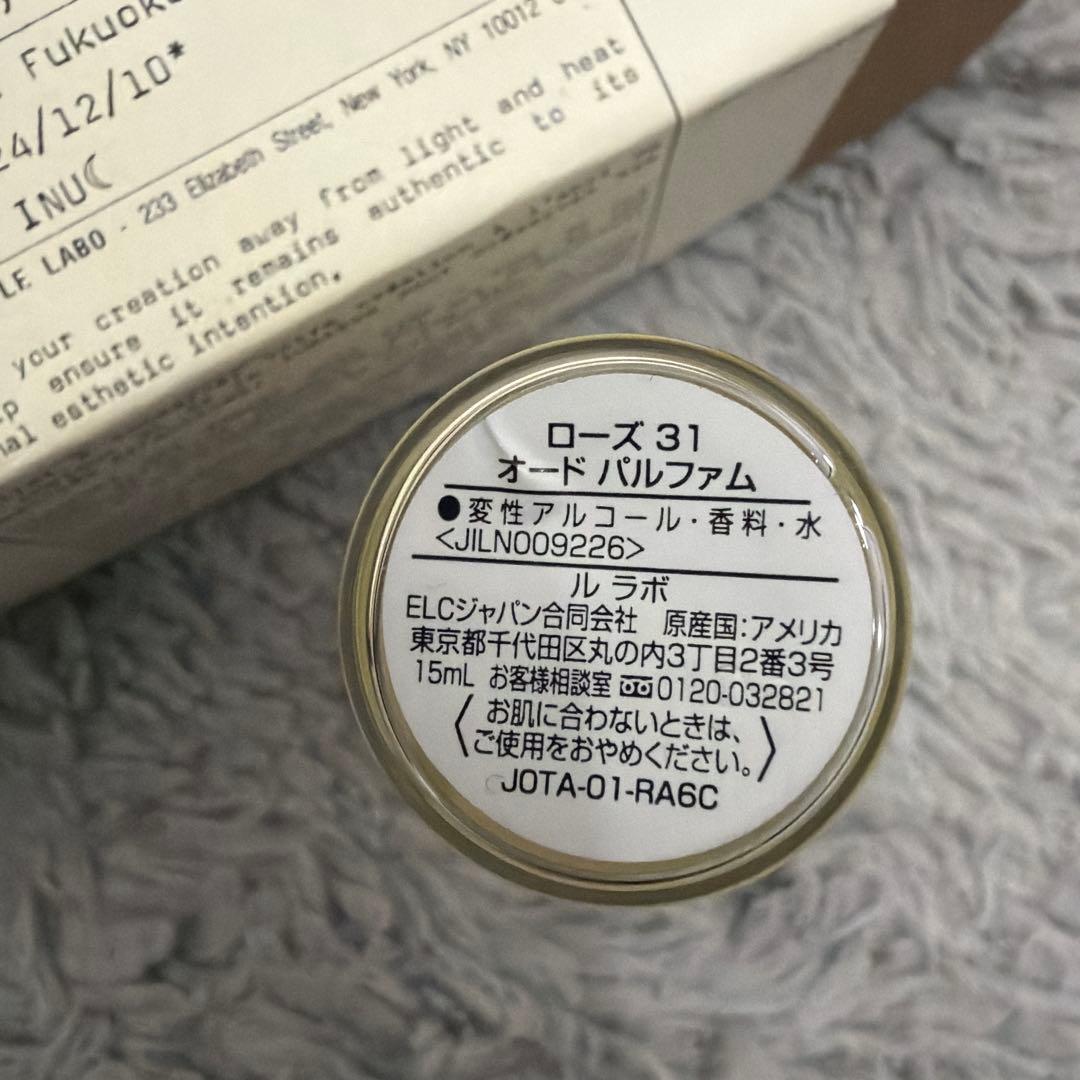 Fukuok
24/12/10*
INU☾
LE LABO - 233 Elizabeth Street, New York, NY 10012
your creation away from light and heat
ensure it remains authentic to its
esthetic intention.
ローズ 31
オード パルファム
●変性アルコール・香料・水
<JILN009226>
ル ラボ
ELCジャパン合同会社 原産国:アメリカ
東京都千代田区丸の内3丁目2番3号
15mL お客様相談室 0120-032821
〈お肌に合わないときは、
ご使用をおやめください。〉
JOTA-01-RA6C